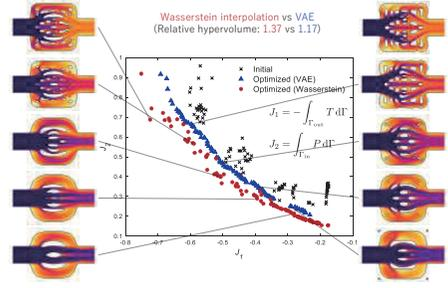 Wasserstein interpolation vs VAE
(Relative hypervolume: 1.37 vs 1.17)
1
0.9
0.8
0.7
0.6
0.5
0.4
0.3
0.2
0.1
J₂
Initial
Optimized (VAE)
Optimized (Wasserstein)
J₁ = −∫_Γout T dΓ
J₂ = ∫_Γin P dΓ
-0.8 -0.7 -0.6 -0.5 -0.4 -0.3 -0.2 -0.1
J₁